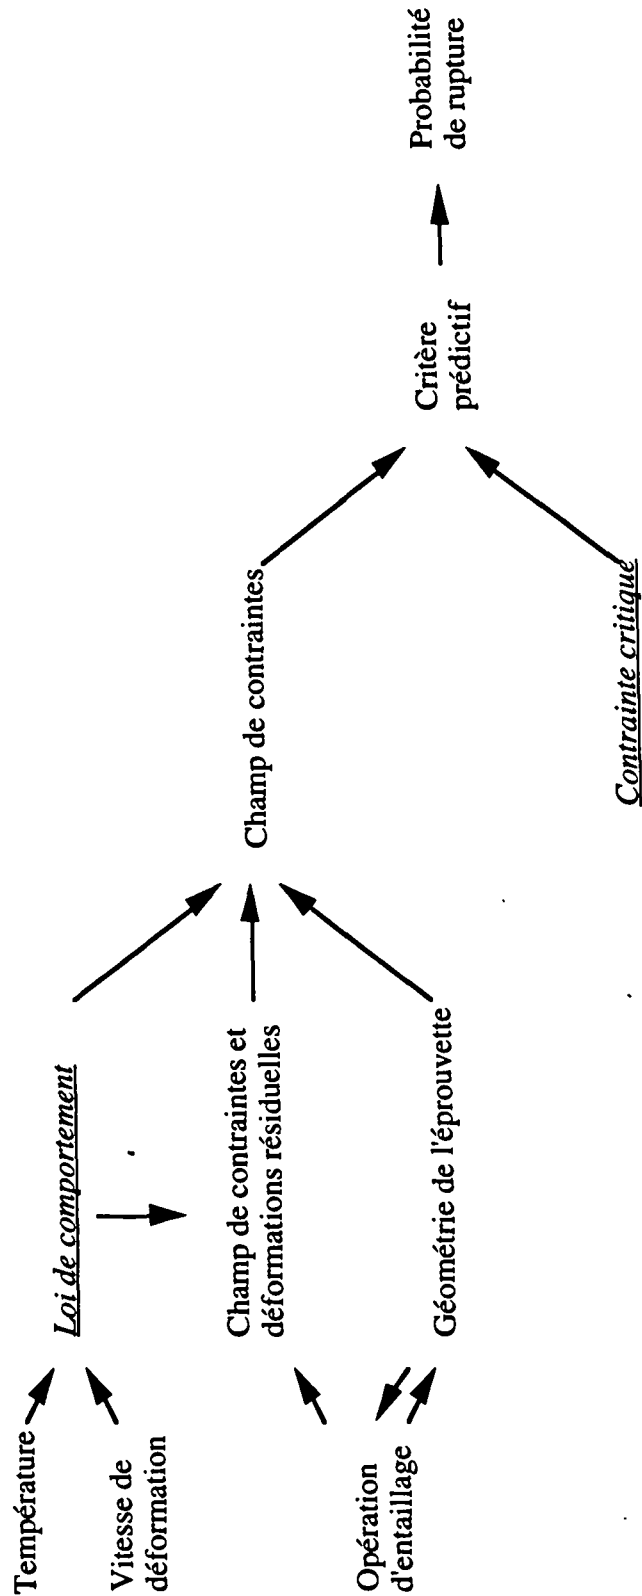 Température
Vitesse de
déformation
Opération
d'entaillage
Loi de comportement
Champ de contraintes et
déformations résiduelles
Géométrie de l'éprouvette
Champ de contraintes
Contrainte critique
Critère
prédictif
Probabilité
de rupture